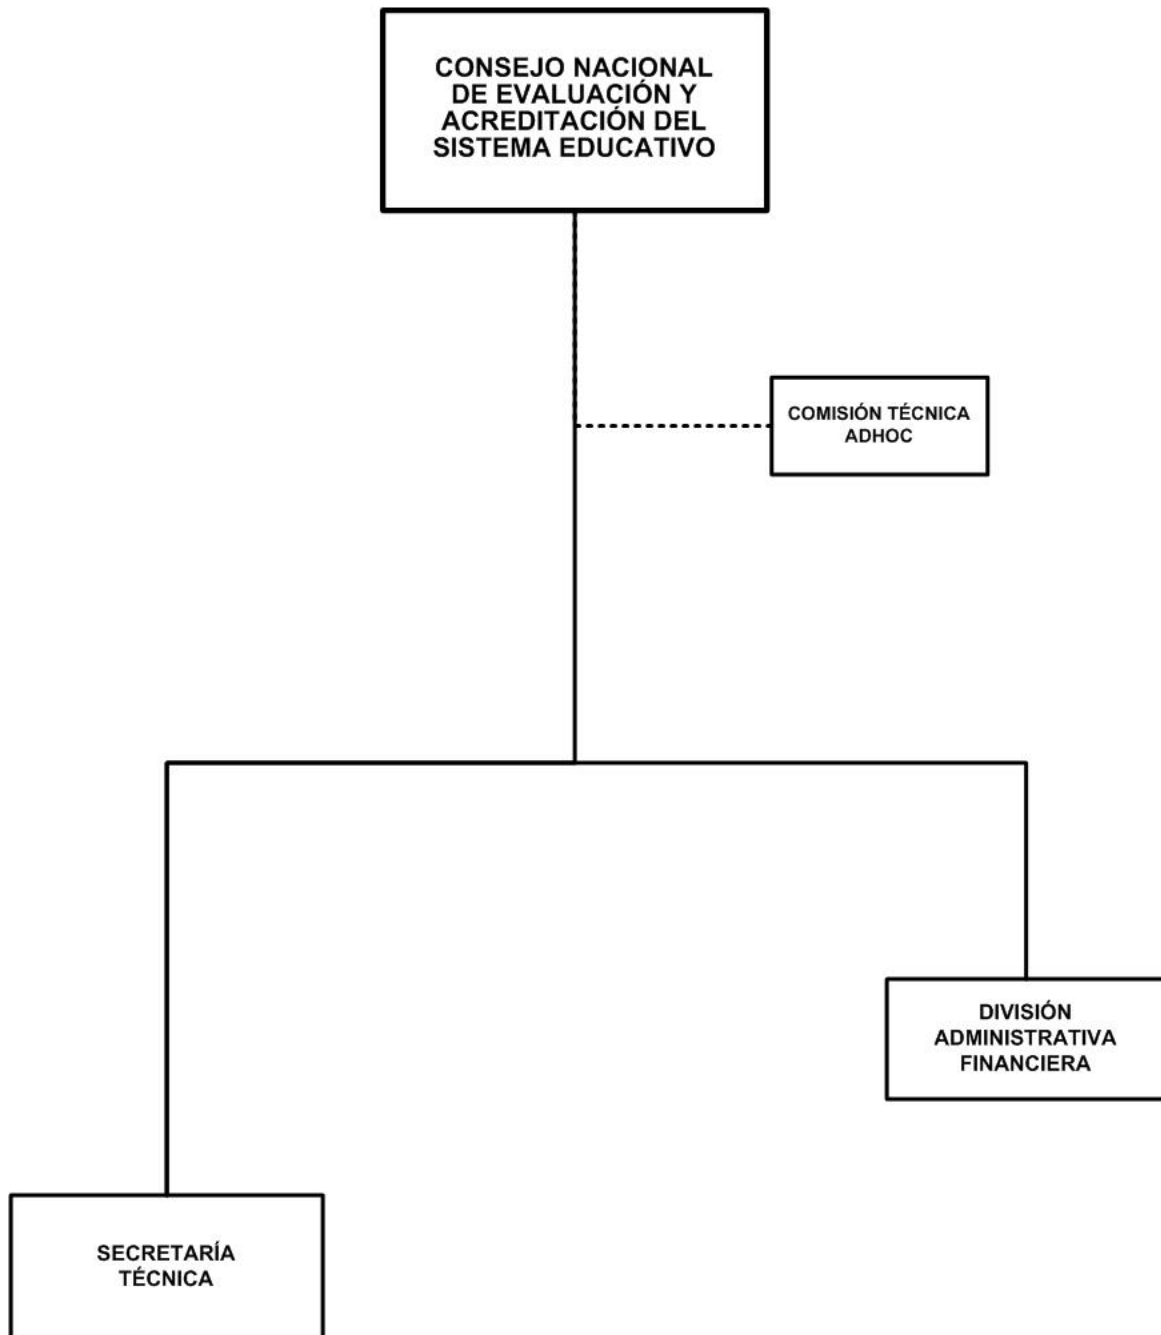 CONSEJO NACIONAL
DE EVALUACIÓN Y
ACREDITACIÓN DEL
SISTEMA EDUCATIVO
COMISIÓN TÉCNICA
ADHOC
DIVISIÓN
ADMINISTRATIVA
FINANCIERA
SECRETARÍA
TÉCNICA